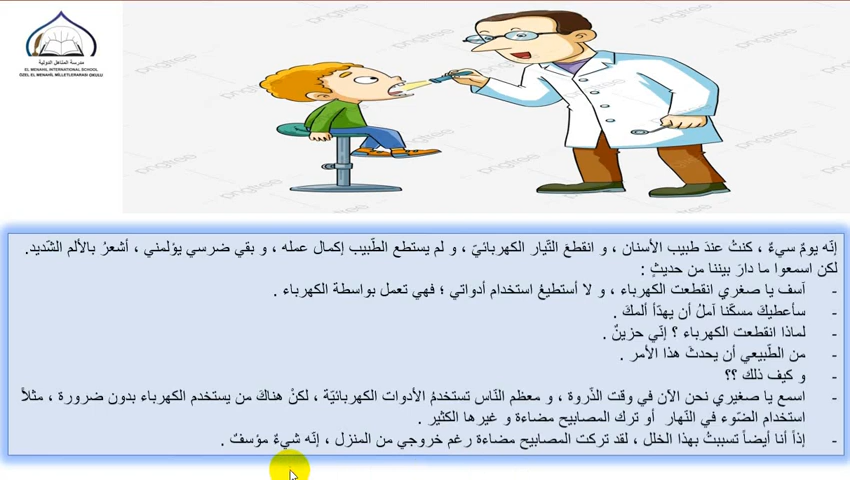 مدرسة المناهل الدولية
EL MENAHIL INTERNATIONAL SCHOOL
ÖZEL EL MENAHİL MİLLETLERARASI OKULU
pngtree
إنّه يومٌ سيءٌ ، كنتُ عندَ طبيب الأسنان ، و انقطعَ التّيار الكهربائيّ ، و لم يستطع الطّبيب إكمال عمله ، و بقي ضرسي يؤلمني ، أشعرُ بالألم الشّديد.
لكن اسمعوا ما دارَ بيننا من حديثٍ :
- آسف يا صغري انقطعت الكهرباء ، و لا أستطيعُ استخدام أدواتي ؛ فهي تعمل بواسطة الكهرباء .
- سأعطيكَ مسكّنا آملُ أن يهدّأ ألمكَ .
- لماذا انقطعت الكهرباء ؟ إنّي حزينٌ .
- من الطّبيعي أن يحدثَ هذا الأمر .
- و كيف ذلك ؟؟
- اسمع يا صغيري نحن الآن في وقت الذّروة ، و معظم النّاس تستخدمُ الأدوات الكهربائيّة ، لكنْ هناكَ من يستخدم الكهرباء بدون ضرورة ، مثلاً
استخدام الضّوء في النّهار أو ترك المصابيح مضاءة و غيرها الكثير .
- إذاً أنا أيضاً تسببتُ بهذا الخلل ، لقد تركت المصابيح مضاءة رغم خروجي من المنزل ، إنّه شيءٌ مؤسفٌ .